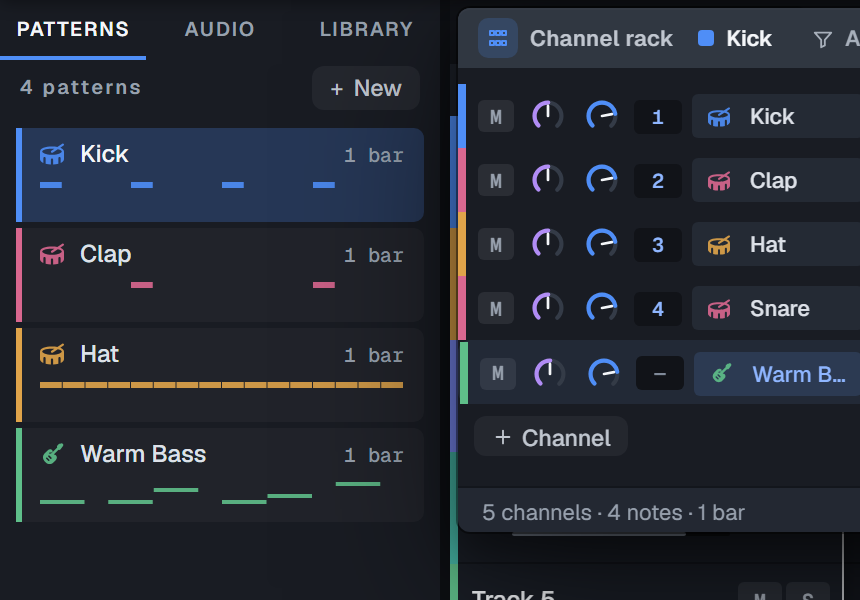 PATTERNS AUDIO LIBRARY
4 patterns + New
Kick 1 bar
Clap 1 bar
Hat 1 bar
Warm Bass 1 bar
Channel rack Kick A
M 1 Kick
M 2 Clap
M 3 Hat
M 4 Snare
M – Warm B…
+ Channel
5 channels · 4 notes · 1 bar
Track 5 M S